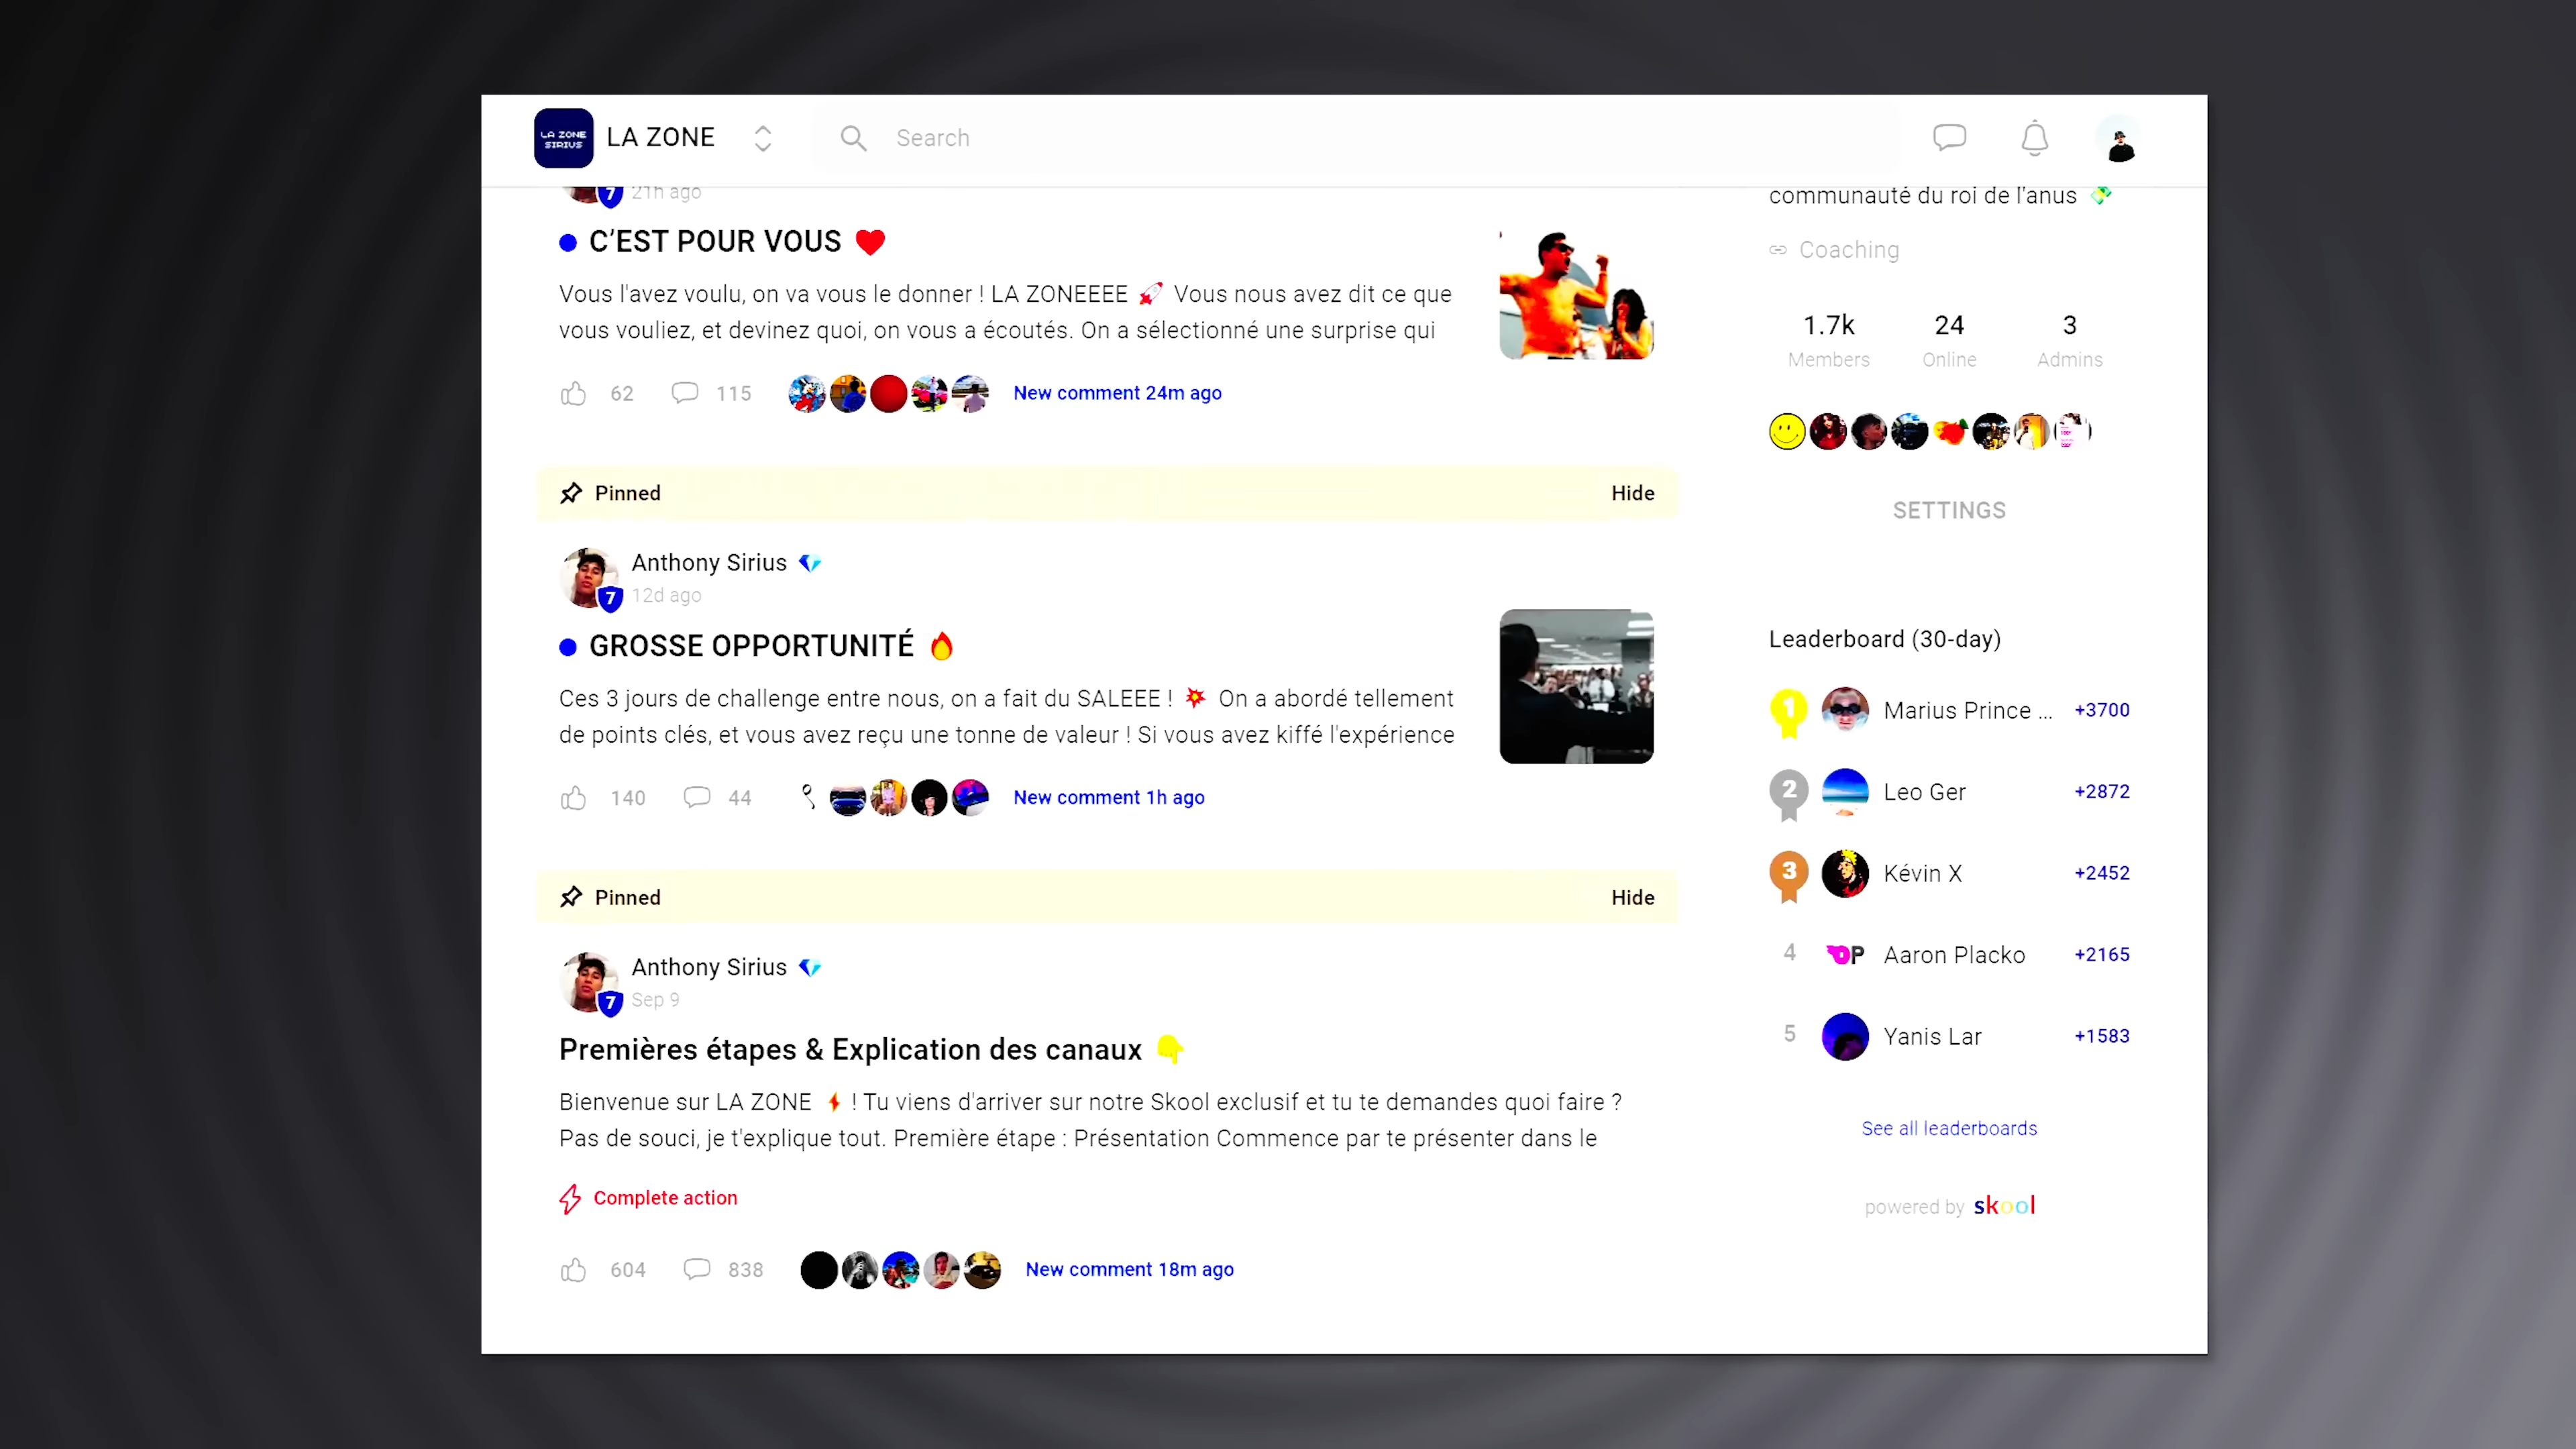 LA ZONE
SIRIUS
LA ZONE
Search
7
21h ago
C'EST POUR VOUS
Vous l'avez voulu, on va vous le donner ! LA ZONEEEE 🚀 Vous nous avez dit ce que
vous vouliez, et devinez quoi, on vous a écoutés. On a sélectionné une surprise qui
62
115
New comment 24m ago
Pinned
Hide
Anthony Sirius
7
12d ago
GROSSE OPPORTUNITÉ
Ces 3 jours de challenge entre nous, on a fait du SALEEE ! 💥 On a abordé tellement
de points clés, et vous avez reçu une tonne de valeur ! Si vous avez kiffé l'expérience
140
44
New comment 1h ago
Pinned
Hide
Anthony Sirius
7
Sep 9
Premières étapes & Explication des canaux
Bienvenue sur LA ZONE ⚡ ! Tu viens d'arriver sur notre Skool exclusif et tu te demandes quoi faire ?
Pas de souci, je t'explique tout. Première étape : Présentation Commence par te présenter dans le
Complete action
604
838
New comment 18m ago
communauté du roi de l'anus
Coaching
1.7k 24 3
Members Online Admins
SETTINGS
Leaderboard (30-day)
1 Marius Prince ... +3700
2 Leo Ger +2872
3 Kévin X +2452
4 P Aaron Placko +2165
5 Yanis Lar +1583
See all leaderboards
powered by skool